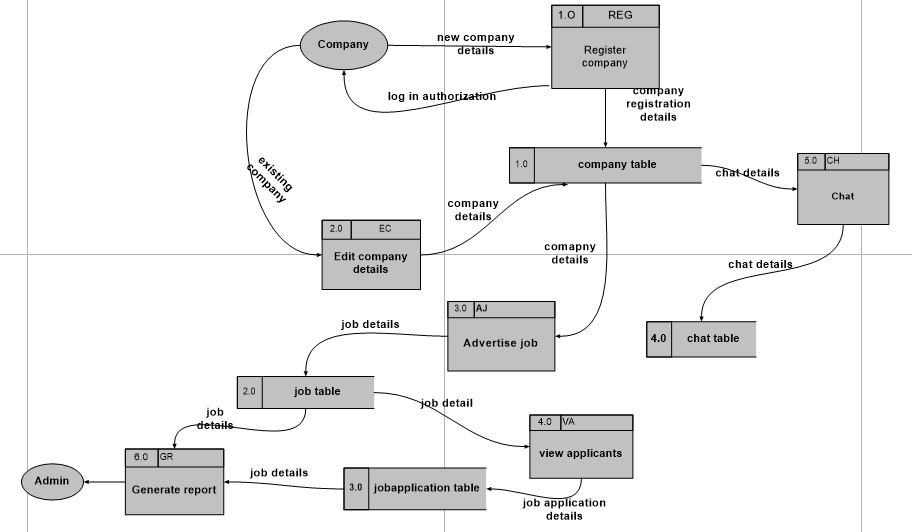 1.O REG
Company
new company
details
Register
company
log in authorization
company
registration
details
existing
company
1.0 company table
chat details
5.0 CH
Chat
2.0 EC
Edit company
details
company
details
comapny
details
chat details
3.0 AJ
Advertise job
job details
4.0 chat table
2.0 job table
job detail
job
details
4.0 VA
view applicants
6.0 GR
Generate report
Admin
job details
3.0 jobapplication table
job application
details